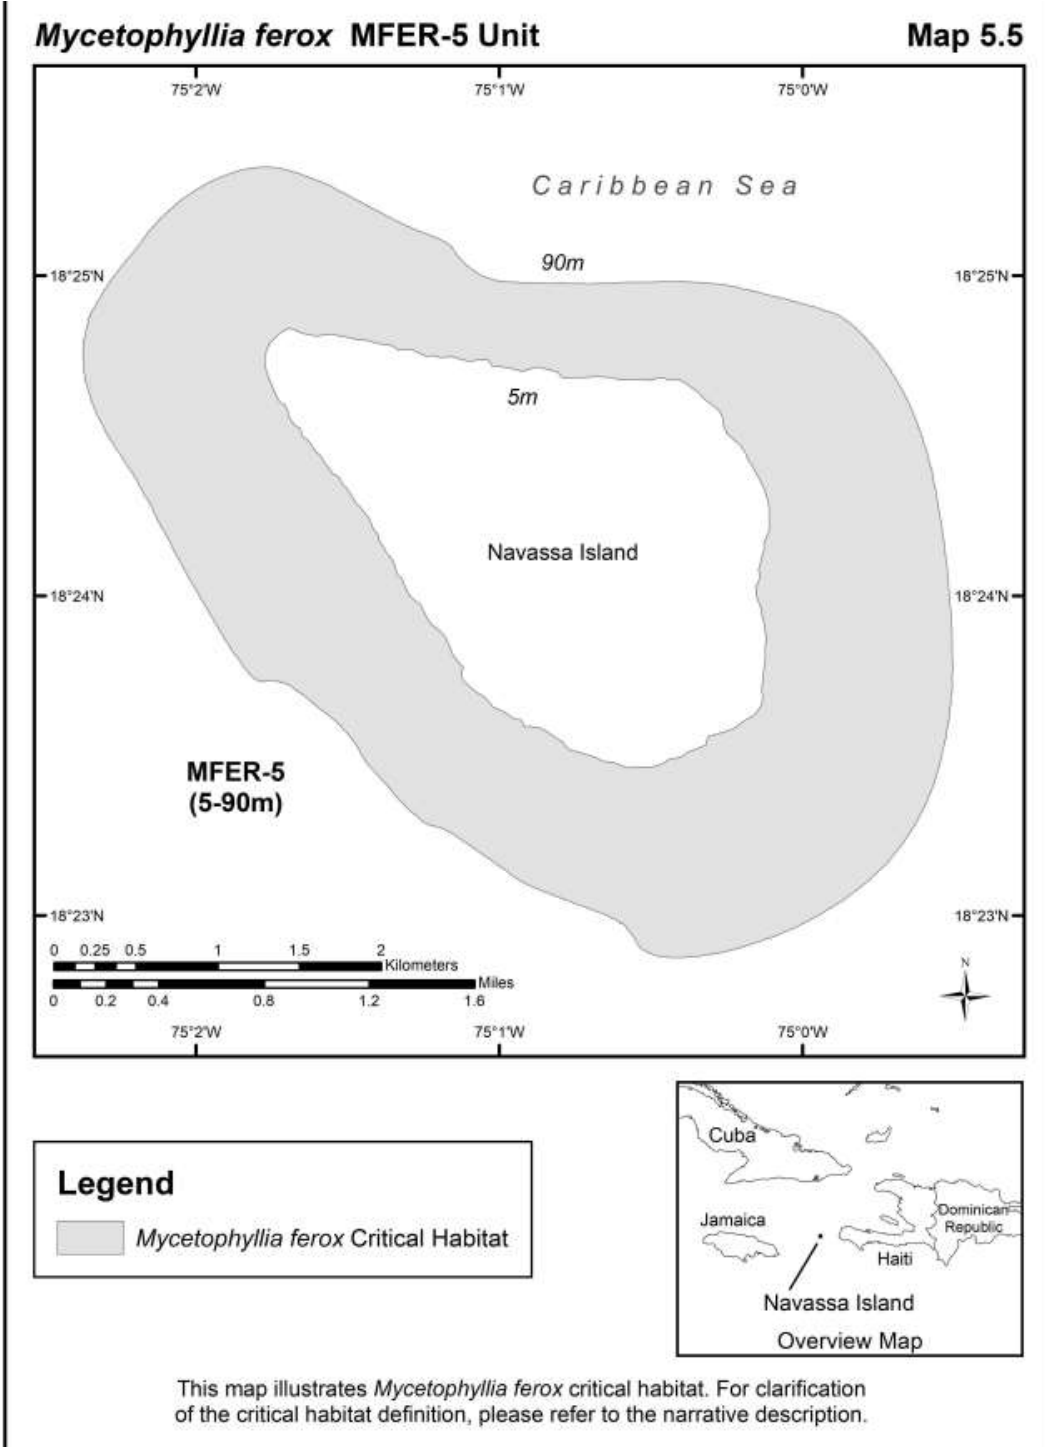 Mycetophyllia ferox MFER-5 Unit
Map 5.5
75°2'W 75°1'W 75°0'W
Caribbean Sea
90m
18°25'N 18°25'N
5m
Navassa Island
18°24'N 18°24'N
MFER-5
(5-90m)
18°23'N 18°23'N
0 0.25 0.5 1 1.5 2
Kilometers
Miles
0 0.2 0.4 0.8 1.2 1.6
N
75°2'W 75°1'W 75°0'W
Legend
Mycetophyllia ferox Critical Habitat
Cuba
Jamaica
Dominican
Republic
Haiti
Navassa Island
Overview Map
This map illustrates Mycetophyllia ferox critical habitat. For clarification
of the critical habitat definition, please refer to the narrative description.